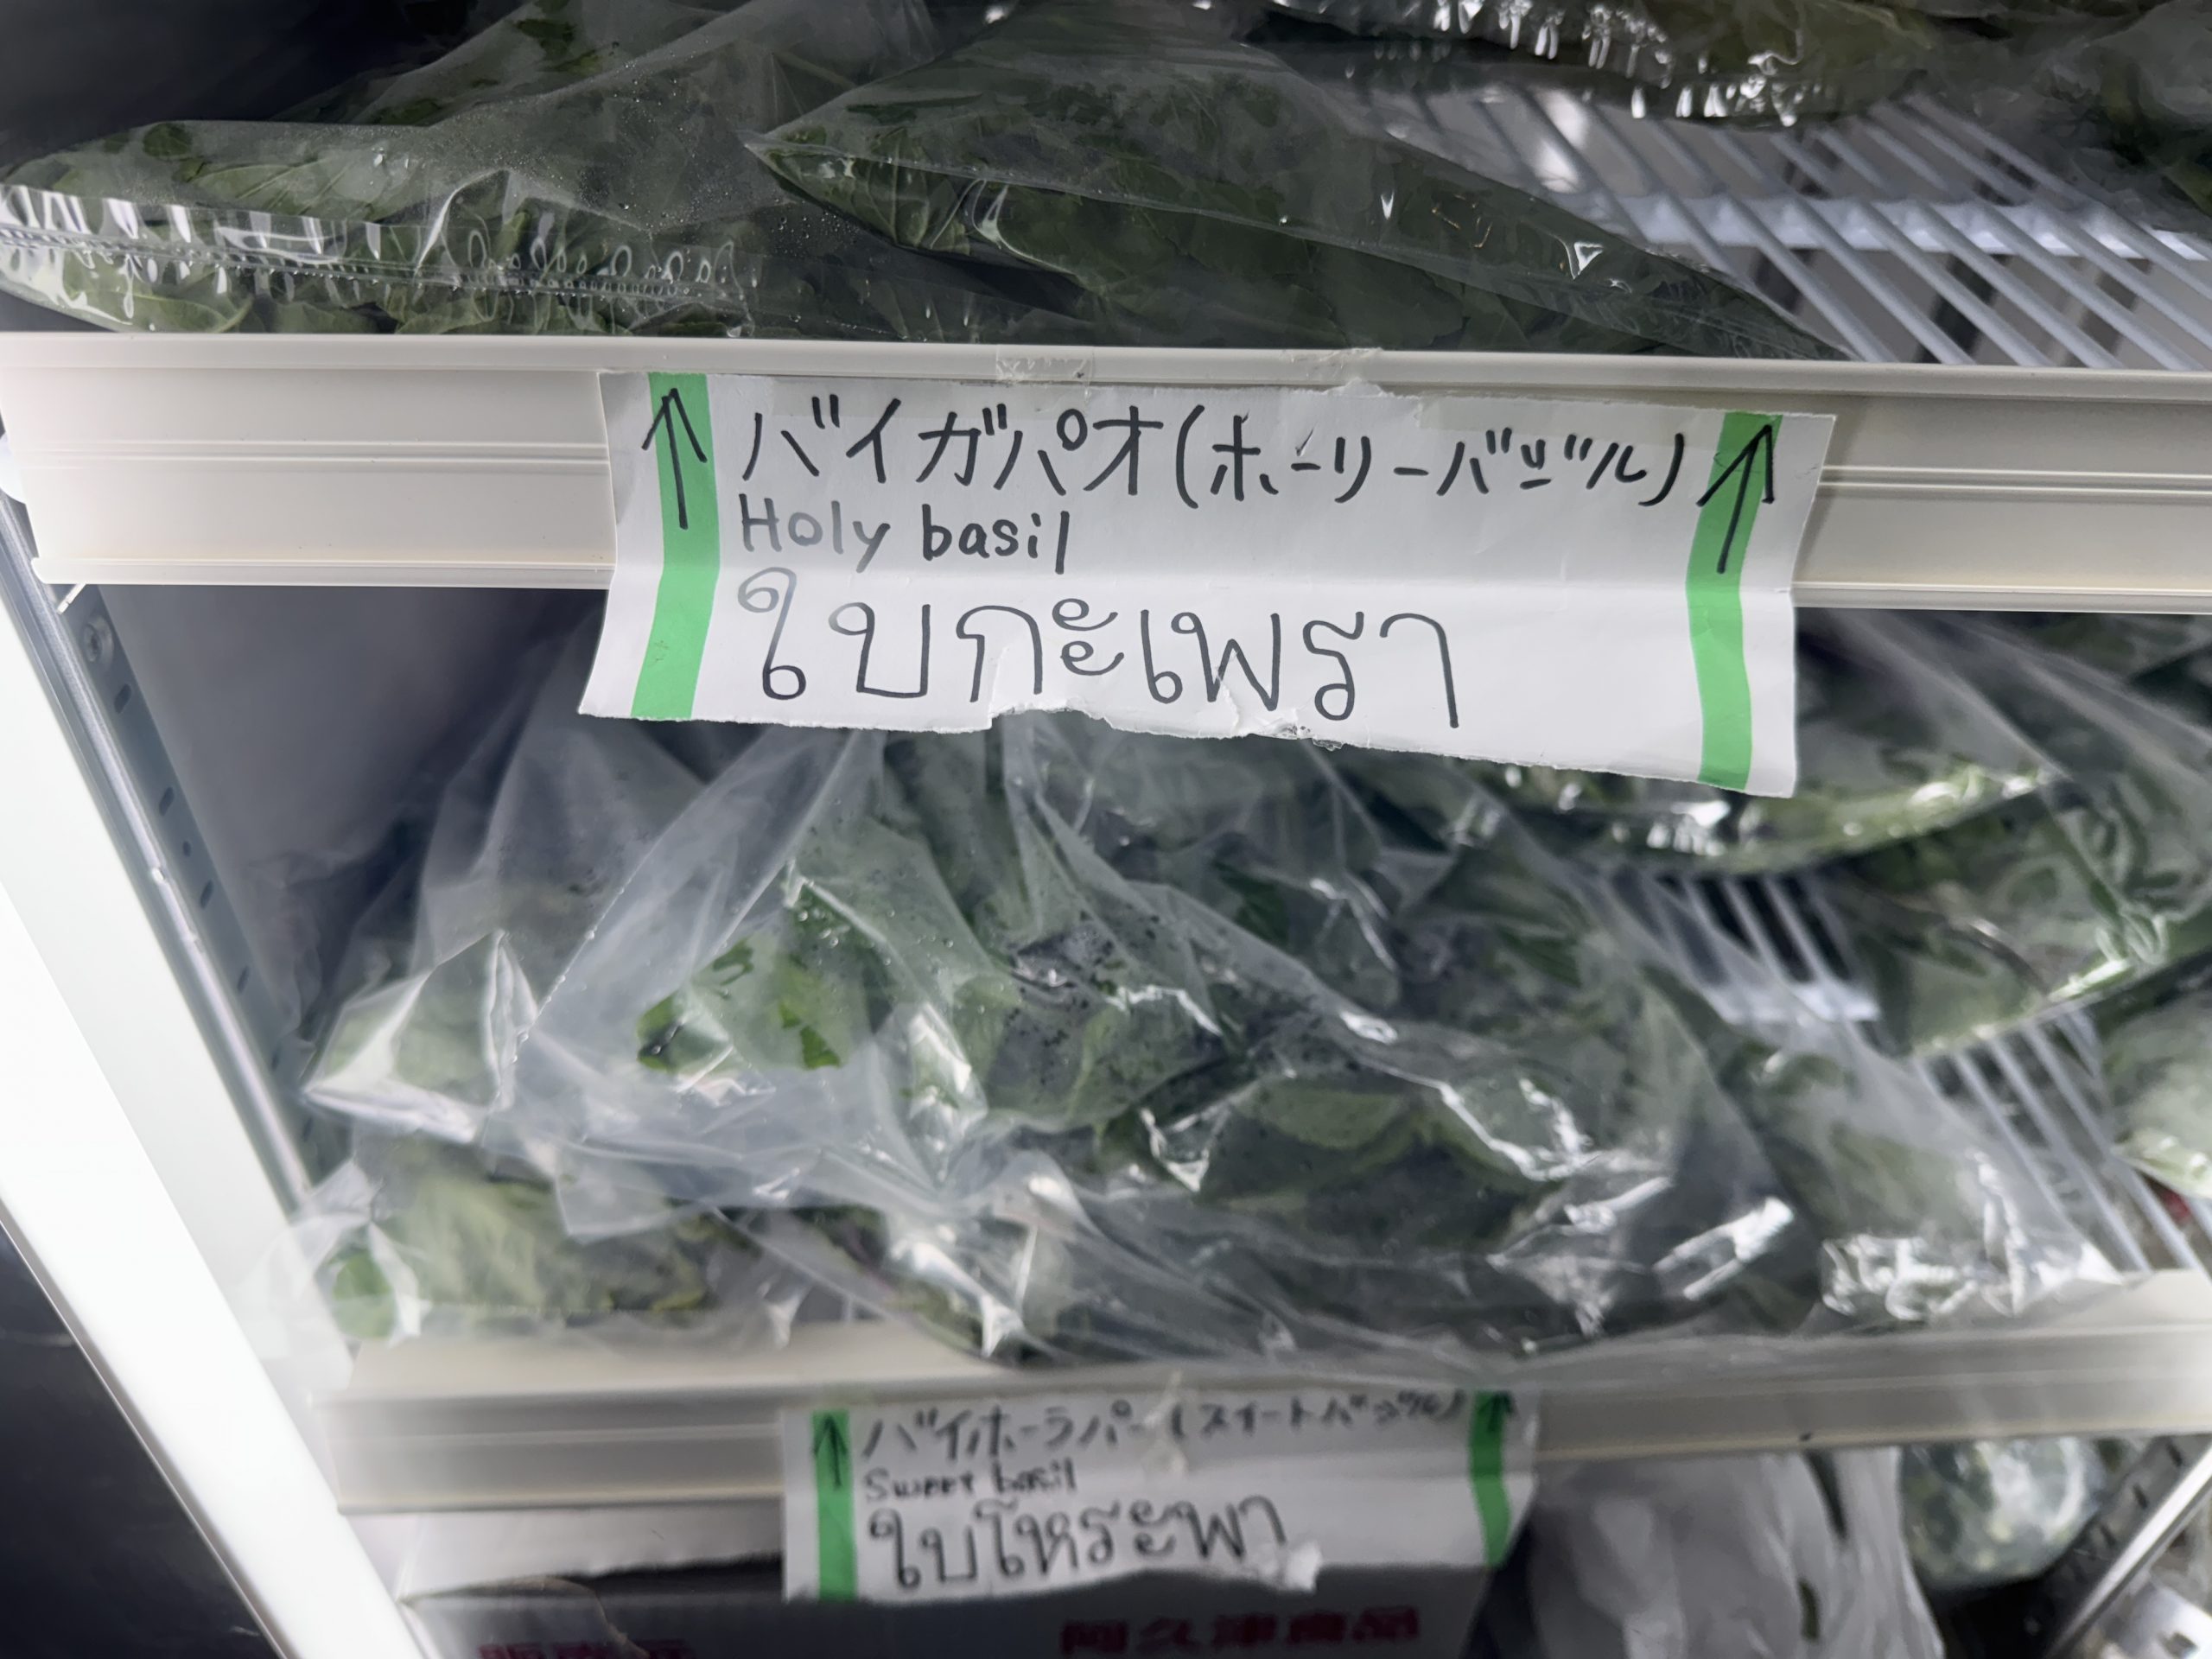 バイガパオ(ホーリーバジル)
Holy basil
ใบกะเพรา
バイホーラパー(スイートバジル)
Sweet basil
ใบโหระพา